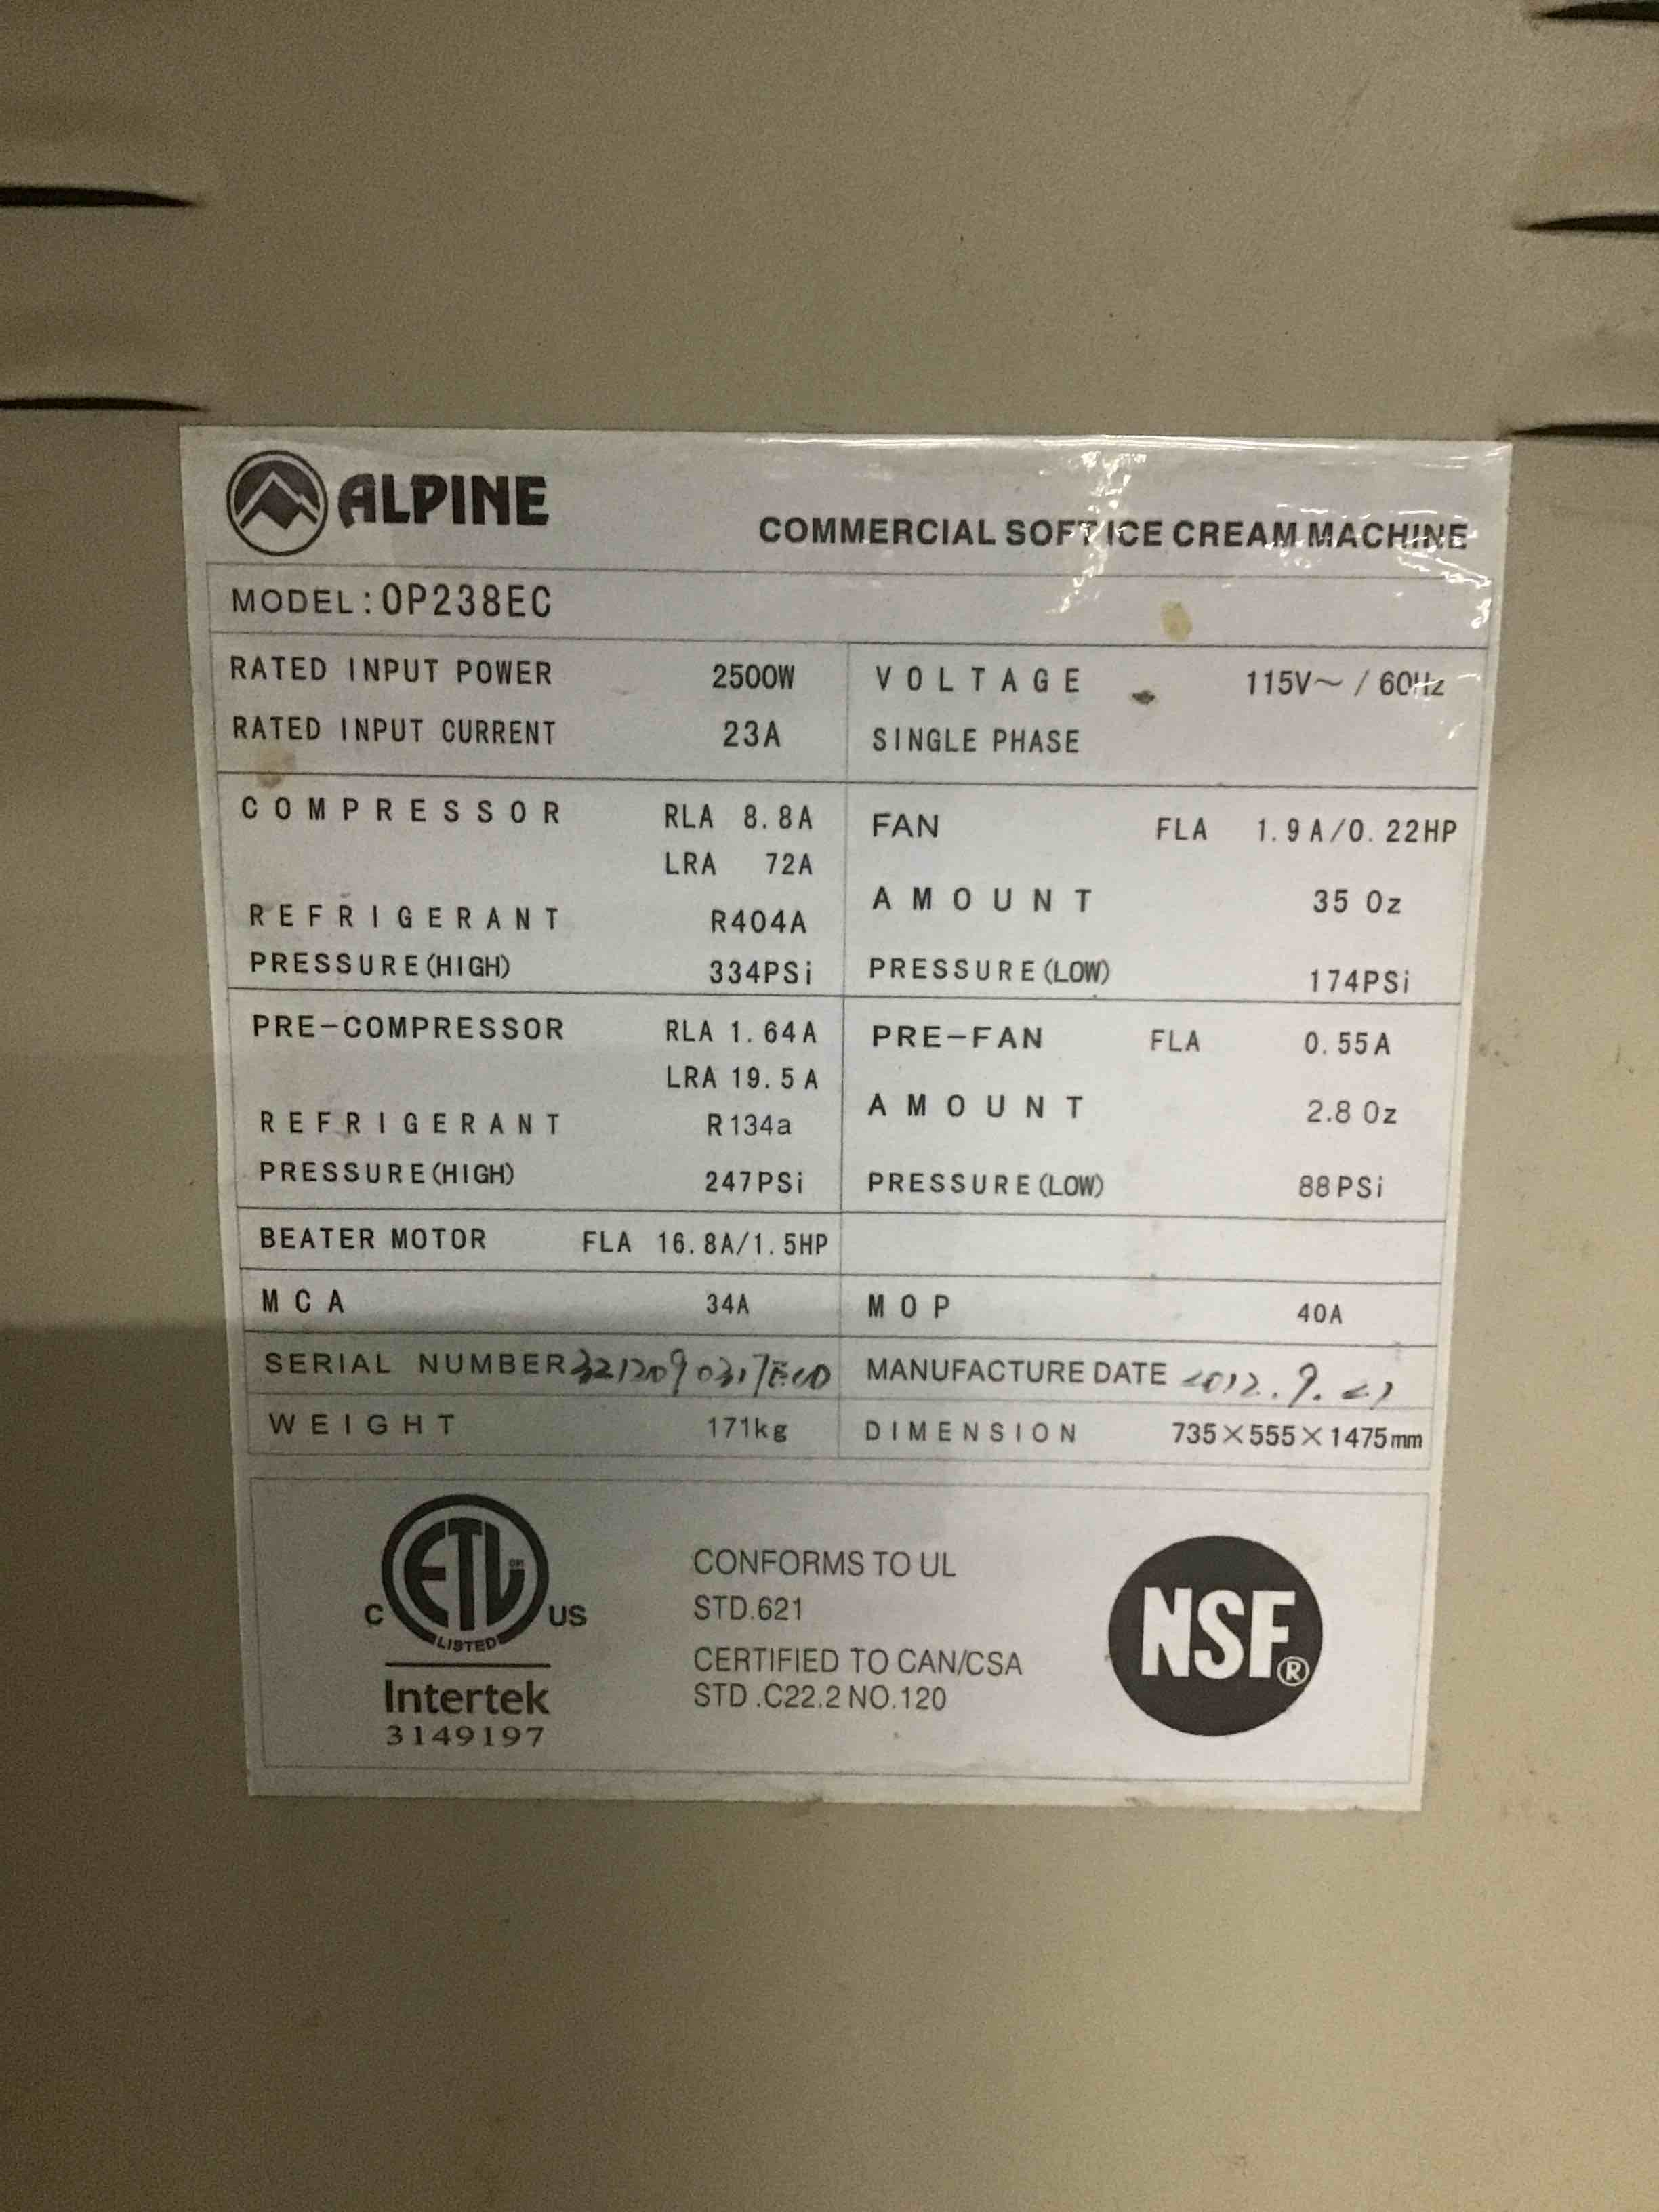 ALPINE
COMMERCIAL SOFT ICE CREAM MACHINE
MODEL: OP238EC
RATED INPUT POWER 2500W VOLTAGE 115V~ / 60Hz
RATED INPUT CURRENT 23A SINGLE PHASE
COMPRESSOR RLA 8.8A FAN FLA 1.9A/0.22HP
LRA 72A
REFRIGERANT R404A AMOUNT 35 Oz
PRESSURE(HIGH) 334PSi PRESSURE(LOW) 174PSi
PRE-COMPRESSOR RLA 1.64A PRE-FAN FLA 0.55A
LRA 19.5A
REFRIGERANT R134a AMOUNT 2.8 Oz
PRESSURE(HIGH) 247PSi PRESSURE(LOW) 88PSi
BEATER MOTOR FLA 16.8A/1.5HP
MCA 34A MOP 40A
SERIAL NUMBER MANUFACTURE DATE
WEIGHT 171kg DIMENSION 735×555×1475mm
ETL
C US
LISTED
Intertek
3149197
CONFORMS TO UL
STD.621
CERTIFIED TO CAN/CSA
STD.C22.2 NO.120
NSF®